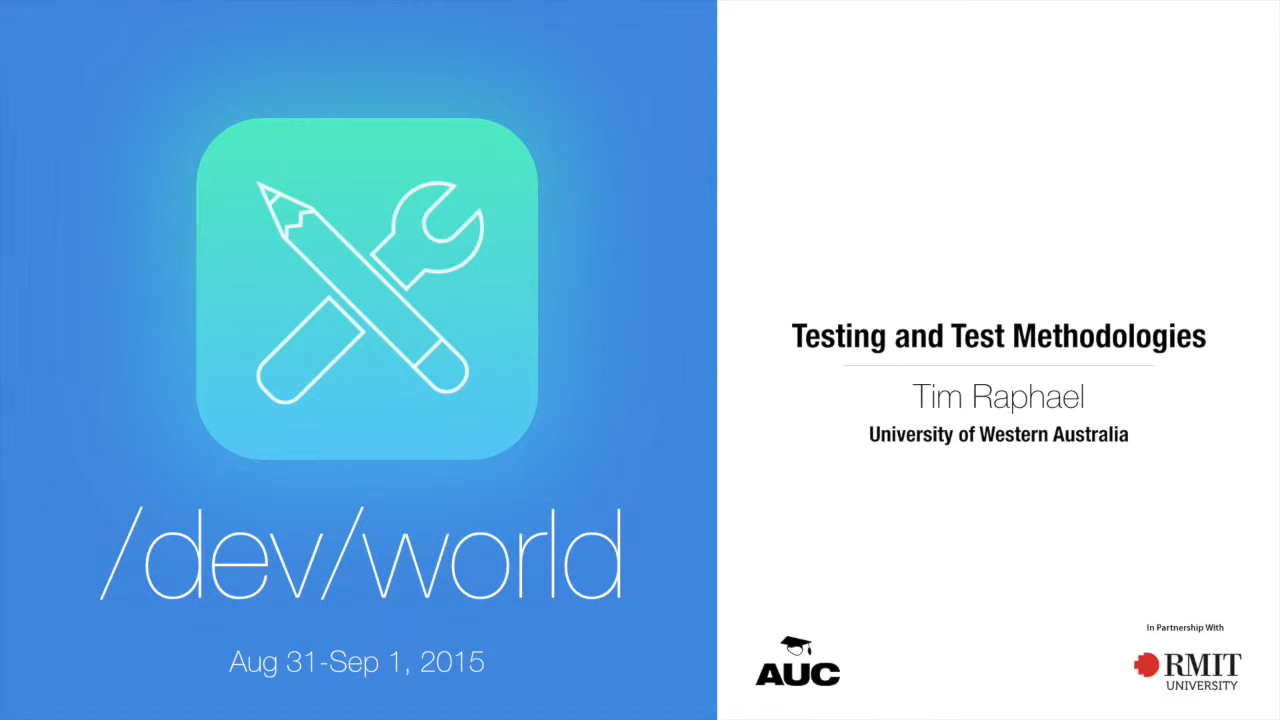 /dev/world
Aug 31-Sep 1, 2015
Testing and Test Methodologies
Tim Raphael
University of Western Australia
AUC
In Partnership With
RMIT
UNIVERSITY